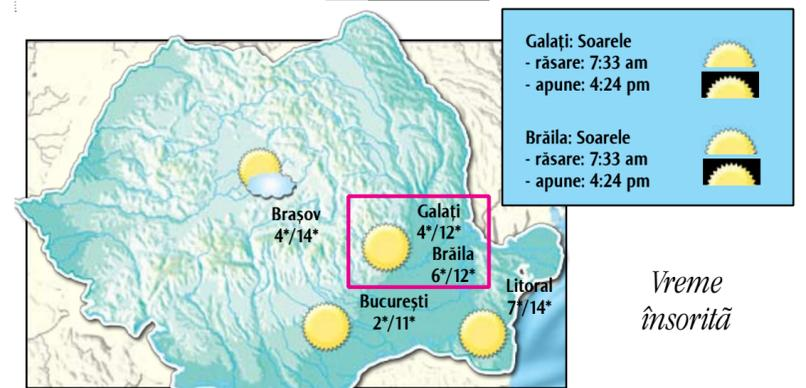 Galați: Soarele
- răsare: 7:33 am
- apune: 4:24 pm
Brăila: Soarele
- răsare: 7:33 am
- apune: 4:24 pm
Brașov
4*/14*
Galați
4*/12*
Brăila
6*/12*
București
2*/11*
Litoral
7*/14*
Vreme
însorită